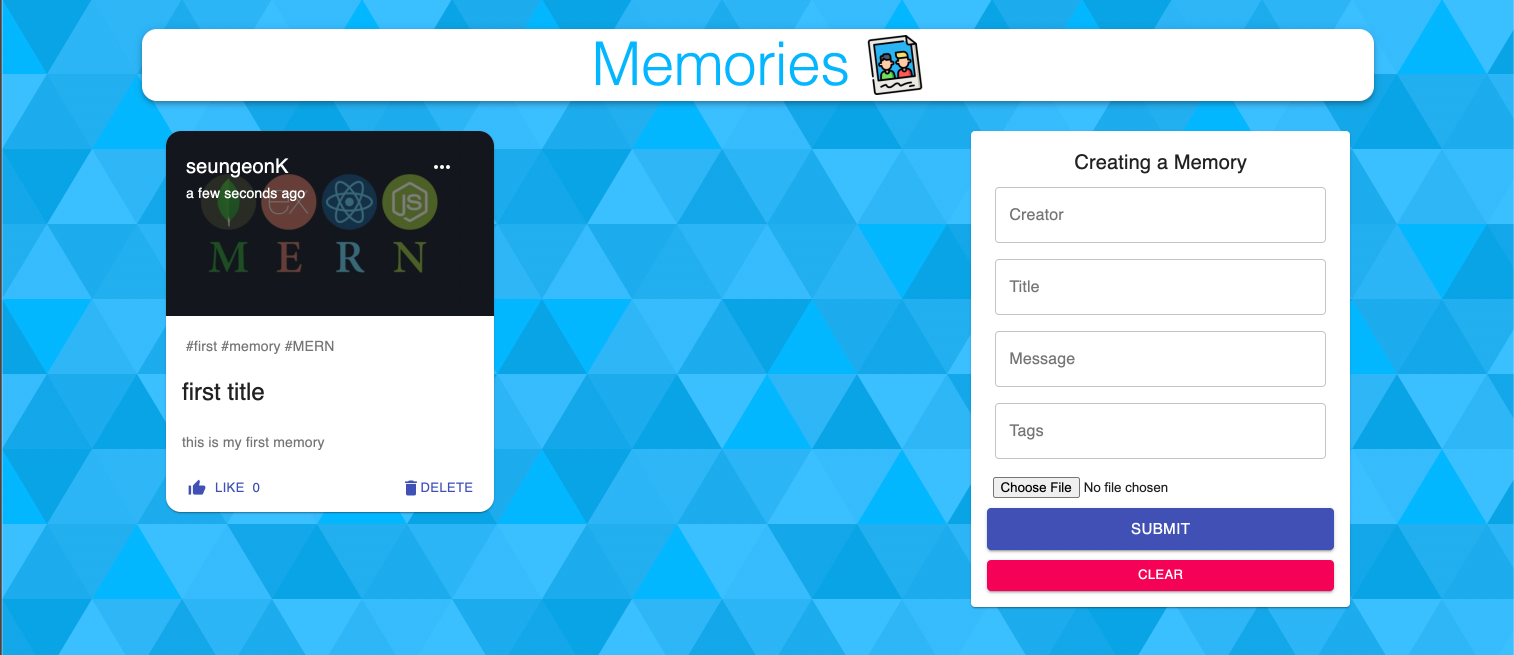 Memories
seungeonK
•••
a few seconds ago
ex JS
M E R N
#first #memory #MERN
first title
this is my first memory
LIKE 0
DELETE
Creating a Memory
Creator
Title
Message
Tags
Choose File No file chosen
SUBMIT
CLEAR